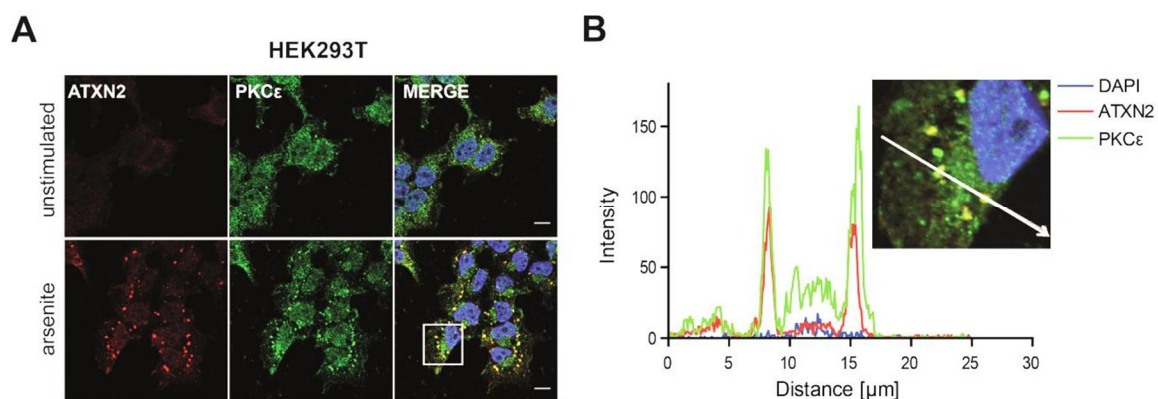 A
HEK293T
ATXN2
PKCε
MERGE
unstimulated
arsenite
B
150
100
50
0
Intensity
0
5
10
15
20
25
30
Distance [µm]
DAPI
ATXN2
PKCε